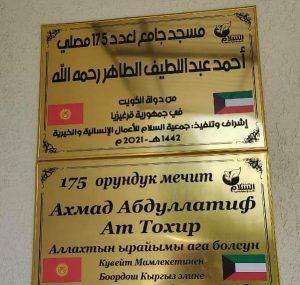 مسجد جامع لعدد 175 مصلي
السلام
أحمد عبداللطيف الطاهر رحمه الله
من دولة الكويت
في جمهورية قرغيزيا
إشراف وتنفيذ: جمعية السلام للأعمال الإنسانية والخيرية
1442هـ - 2021م
175 орундук мечит
السلام
Ахмад Абдуллатиф
Ат Тохир
Аллахтын ырайымы ага болсун
Кувейт Мамлекетинен
Боордош Кыргыз элине